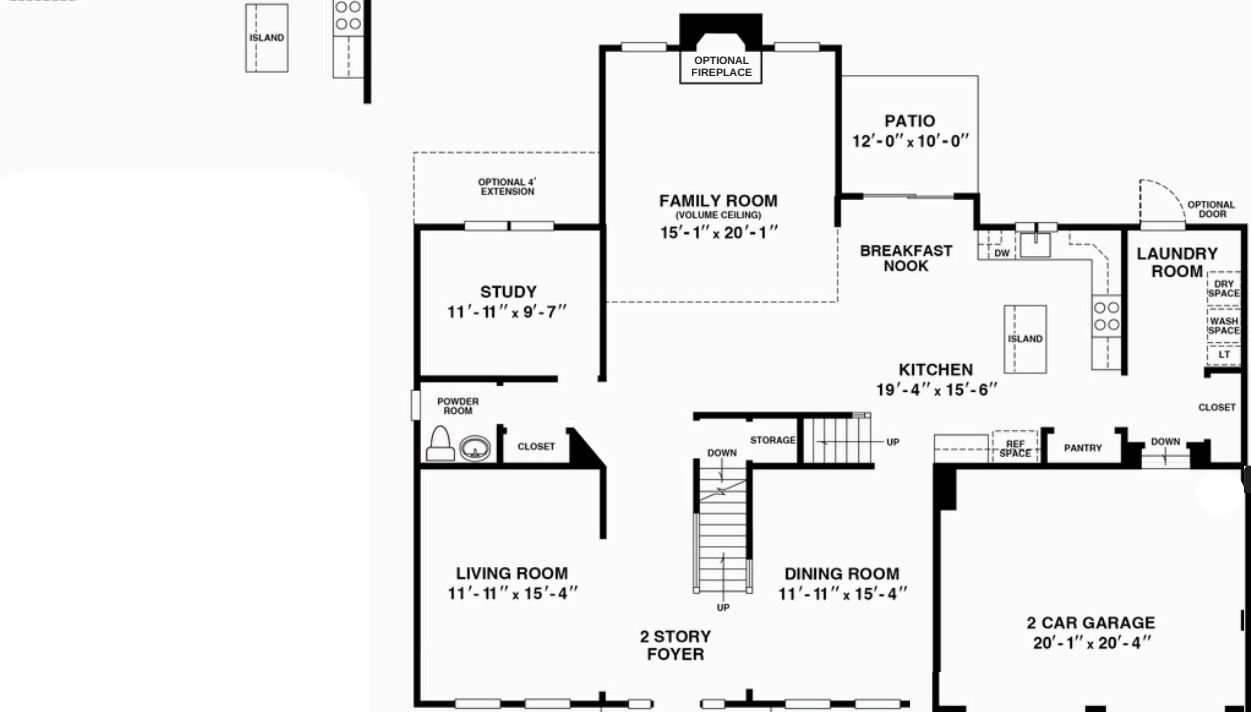 ISLAND
OPTIONAL
FIREPLACE
PATIO
12'-0" x 10'-0"
OPTIONAL 4'
EXTENSION
FAMILY ROOM
(VOLUME CEILING)
15'-1" x 20'-1"
OPTIONAL
DOOR
BREAKFAST
NOOK
DW
LAUNDRY
ROOM
DRY
SPACE
WASH
SPACE
LT
STUDY
11'-11" x 9'-7"
ISLAND
KITCHEN
19'-4" x 15'-6"
POWDER
ROOM
CLOSET
CLOSET
STORAGE
UP
DOWN
REF
SPACE
PANTRY
DOWN
LIVING ROOM
11'-11" x 15'-4"
DINING ROOM
11'-11" x 15'-4"
UP
2 STORY
FOYER
2 CAR GARAGE
20'-1" x 20'-4"